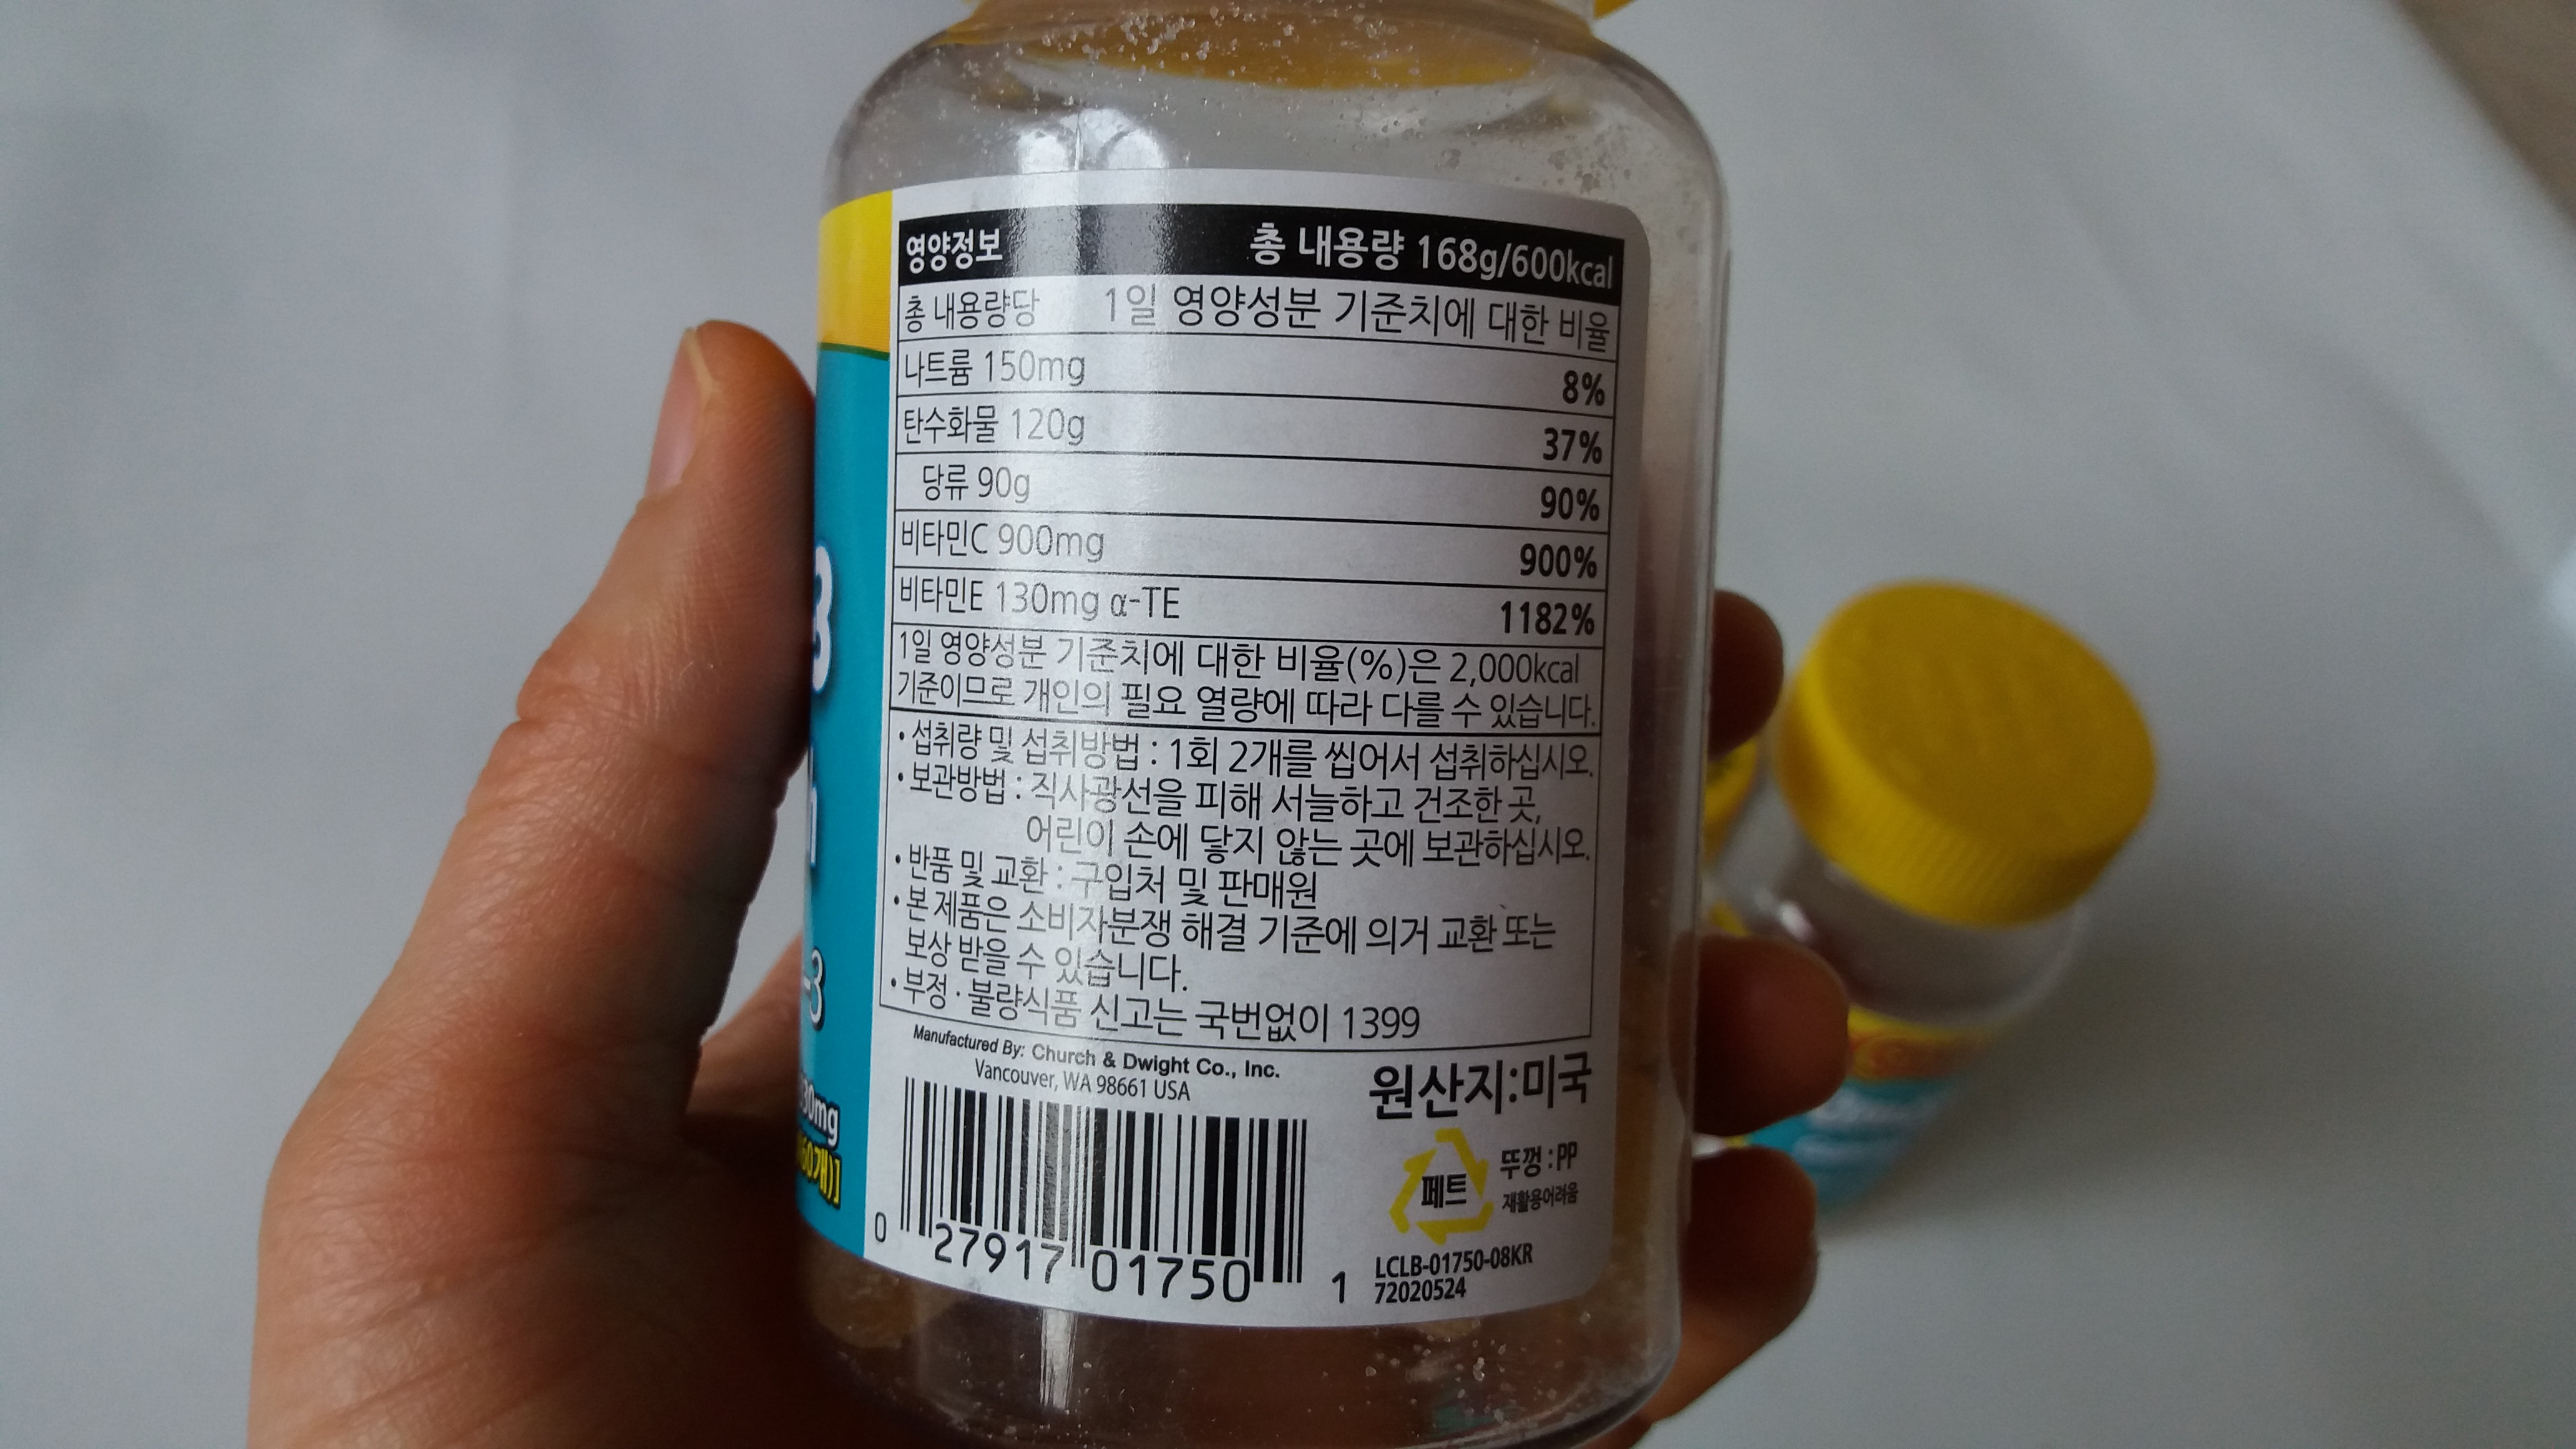 영양정보 총 내용량 168g/600kcal
총 내용량당 1일 영양성분 기준치에 대한 비율
나트륨 150mg 8%
탄수화물 120g 37%
당류 90g 90%
비타민C 900mg 900%
비타민E 130mg α-TE 1182%
1일 영양성분 기준치에 대한 비율(%)은 2,000kcal
기준이므로 개인의 필요 열량에 따라 다를 수 있습니다.
• 섭취량 및 섭취방법 : 1회 2개를 씹어서 섭취하십시오.
• 보관방법 : 직사광선을 피해 서늘하고 건조한 곳,
어린이 손에 닿지 않는 곳에 보관하십시오.
• 반품 및 교환 : 구입처 및 판매원
• 본 제품은 소비자분쟁 해결 기준에 의거 교환 또는
보상 받을 수 있습니다.
• 부정 · 불량식품 신고는 국번없이 1399
Manufactured By: Church & Dwight Co., Inc.
Vancouver, WA 98661 USA
원산지:미국
페트
뚜껑 : PP
재활용어려움
0 27917 01750 1
LCLB-01750-08KR
72020524
3
-3
30mg
60개)]